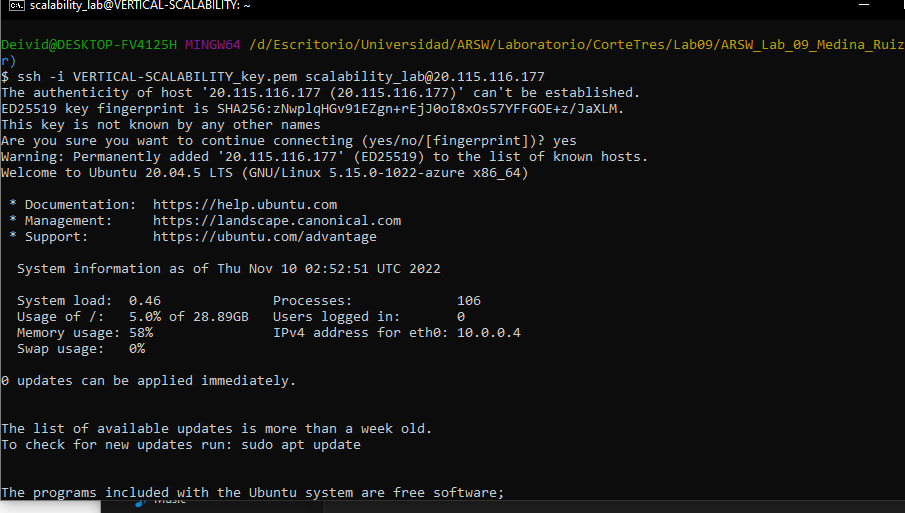 scalability_lab@VERTICAL-SCALABILITY: ~
Deivid@DESKTOP-FV4125H MINGW64 /d/Escritorio/Universidad/ARSW/Laboratorio/CorteTres/Lab09/ARSW_Lab_09_Medina_Ruiz
r)
$ ssh -i VERTICAL-SCALABILITY_key.pem scalability_lab@20.115.116.177
The authenticity of host '20.115.116.177 (20.115.116.177)' can't be established.
ED25519 key fingerprint is SHA256:zNwplqHGv91EZgn+rEjJ0oI8xOs57YFFGOE+z/JaXLM.
This key is not known by any other names
Are you sure you want to continue connecting (yes/no/[fingerprint])? yes
Warning: Permanently added '20.115.116.177' (ED25519) to the list of known hosts.
Welcome to Ubuntu 20.04.5 LTS (GNU/Linux 5.15.0-1022-azure x86_64)
* Documentation: https://help.ubuntu.com
* Management: https://landscape.canonical.com
* Support: https://ubuntu.com/advantage
System information as of Thu Nov 10 02:52:51 UTC 2022
System load: 0.46 Processes: 106
Usage of /: 5.0% of 28.89GB Users logged in: 0
Memory usage: 58% IPv4 address for eth0: 10.0.0.4
Swap usage: 0%
0 updates can be applied immediately.
The list of available updates is more than a week old.
To check for new updates run: sudo apt update
The programs included with the Ubuntu system are free software;
Music